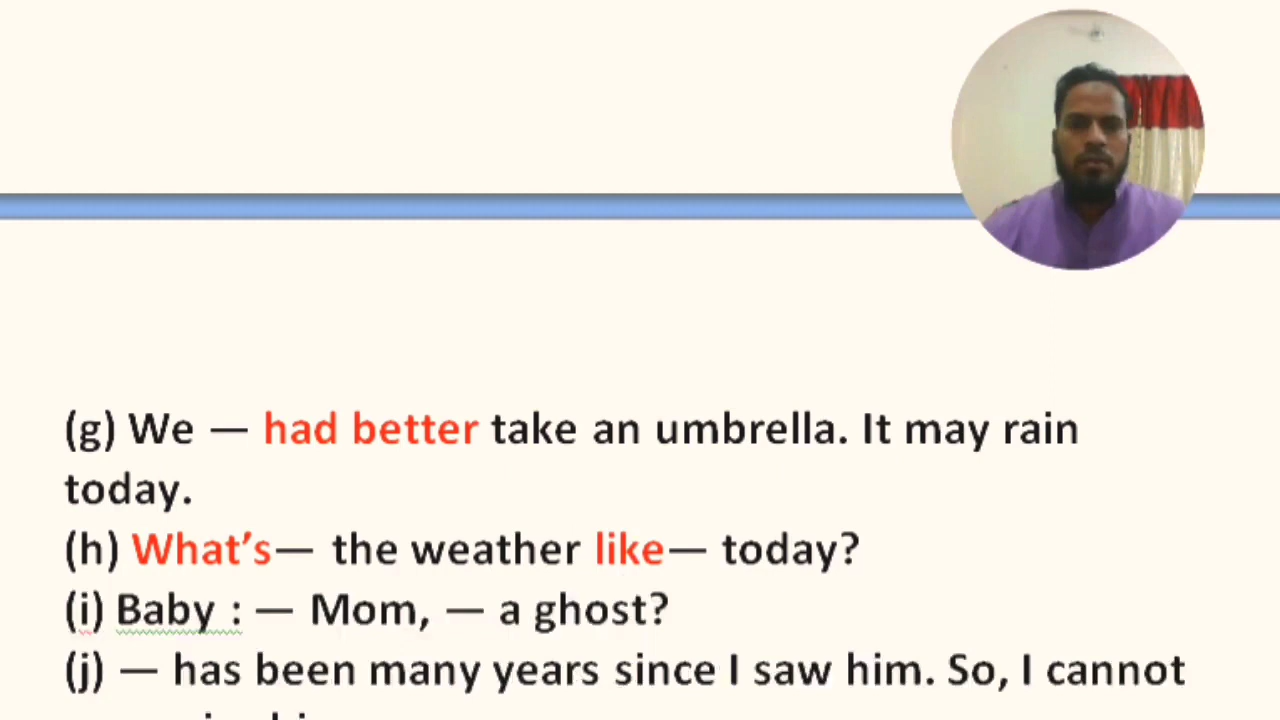 (g) We — had better take an umbrella. It may rain
today.
(h) What's— the weather like— today?
(i) Baby : — Mom, — a ghost?
(j) — has been many years since I saw him. So, I cannot